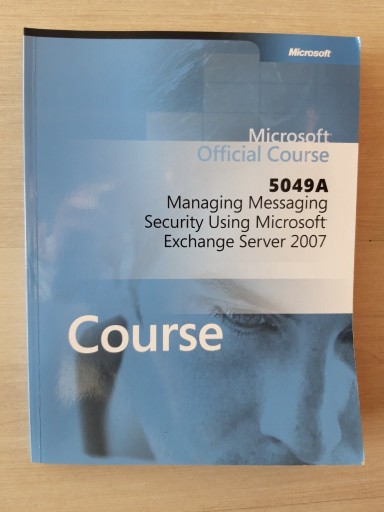 Microsoft
Microsoft
Official Course
5049A
Managing Messaging
Security Using Microsoft
Exchange Server 2007
Course